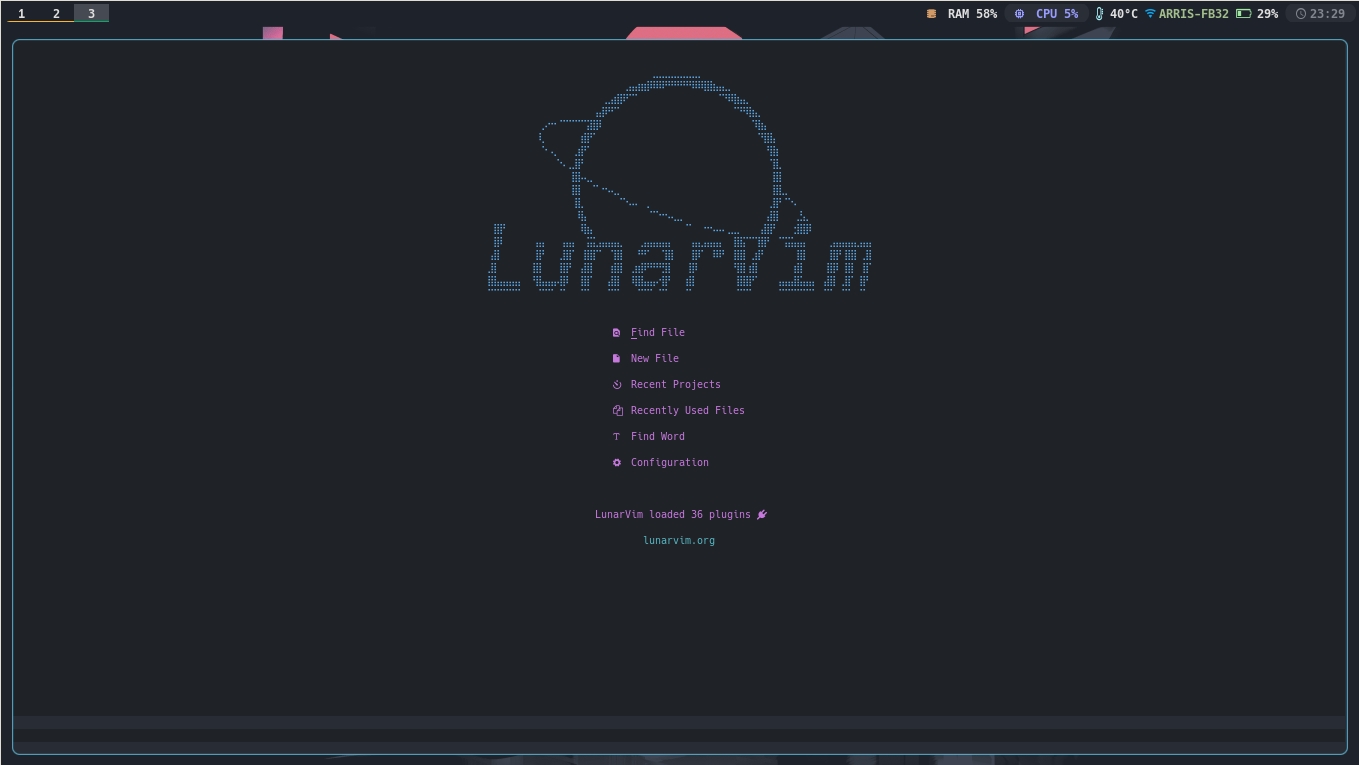 1 2 3 RAM 58% CPU 5% 40°C ARRIS-FB32 29% 23:29
LunarVim
Find File
New File
Recent Projects
Recently Used Files
Find Word
Configuration
LunarVim loaded 36 plugins
lunarvim.org